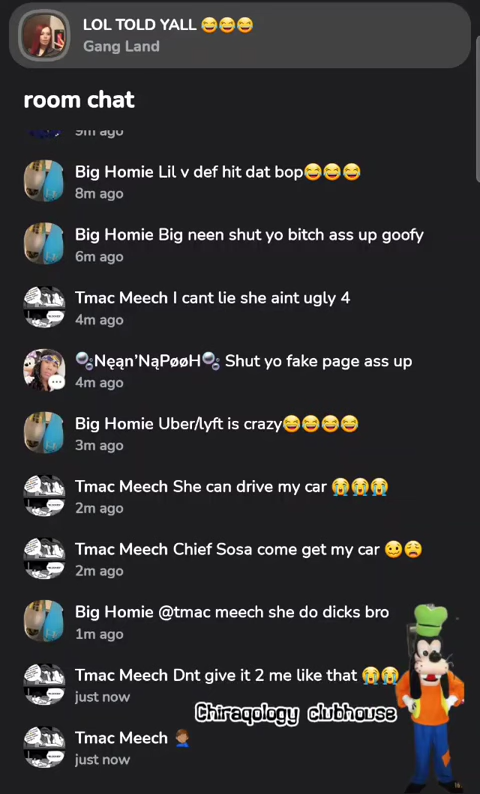 LOL TOLD YALL 😂😂😂
Gang Land
room chat
9m ago
Big Homie Lil v def hit dat bop😂😂😂
8m ago
Big Homie Big neen shut yo bitch ass up goofy
6m ago
Tmac Meech I cant lie she aint ugly 4
4m ago
🫧Nęąn'NąPøøH🫧 Shut yo fake page ass up
4m ago
Big Homie Uber/lyft is crazy😂😂😂😂
3m ago
Tmac Meech She can drive my car 😭😭😭
2m ago
Tmac Meech Chief Sosa come get my car 🥴😩
2m ago
Big Homie @tmac meech she do dicks bro
1m ago
Tmac Meech Dnt give it 2 me like that 😭😭
just now
Chiraqology clubhouse
Tmac Meech 🤦🏽‍♂️
just now